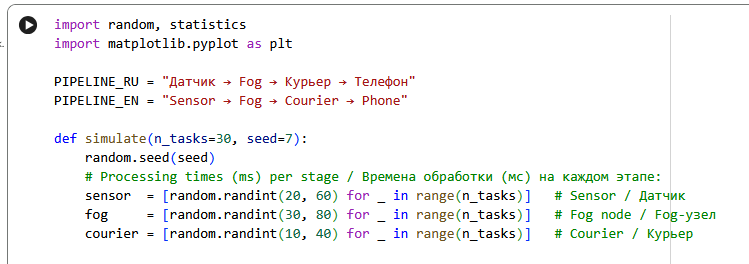 import random, statistics
import matplotlib.pyplot as plt
PIPELINE_RU = "Датчик → Fog → Курьер → Телефон"
PIPELINE_EN = "Sensor → Fog → Courier → Phone"
def simulate(n_tasks=30, seed=7):
    random.seed(seed)
    # Processing times (ms) per stage / Времена обработки (мс) на каждом этапе:
    sensor  = [random.randint(20, 60) for _ in range(n_tasks)]   # Sensor / Датчик
    fog     = [random.randint(30, 80) for _ in range(n_tasks)]   # Fog node / Fog-узел
    courier = [random.randint(10, 40) for _ in range(n_tasks)]   # Courier / Курьер